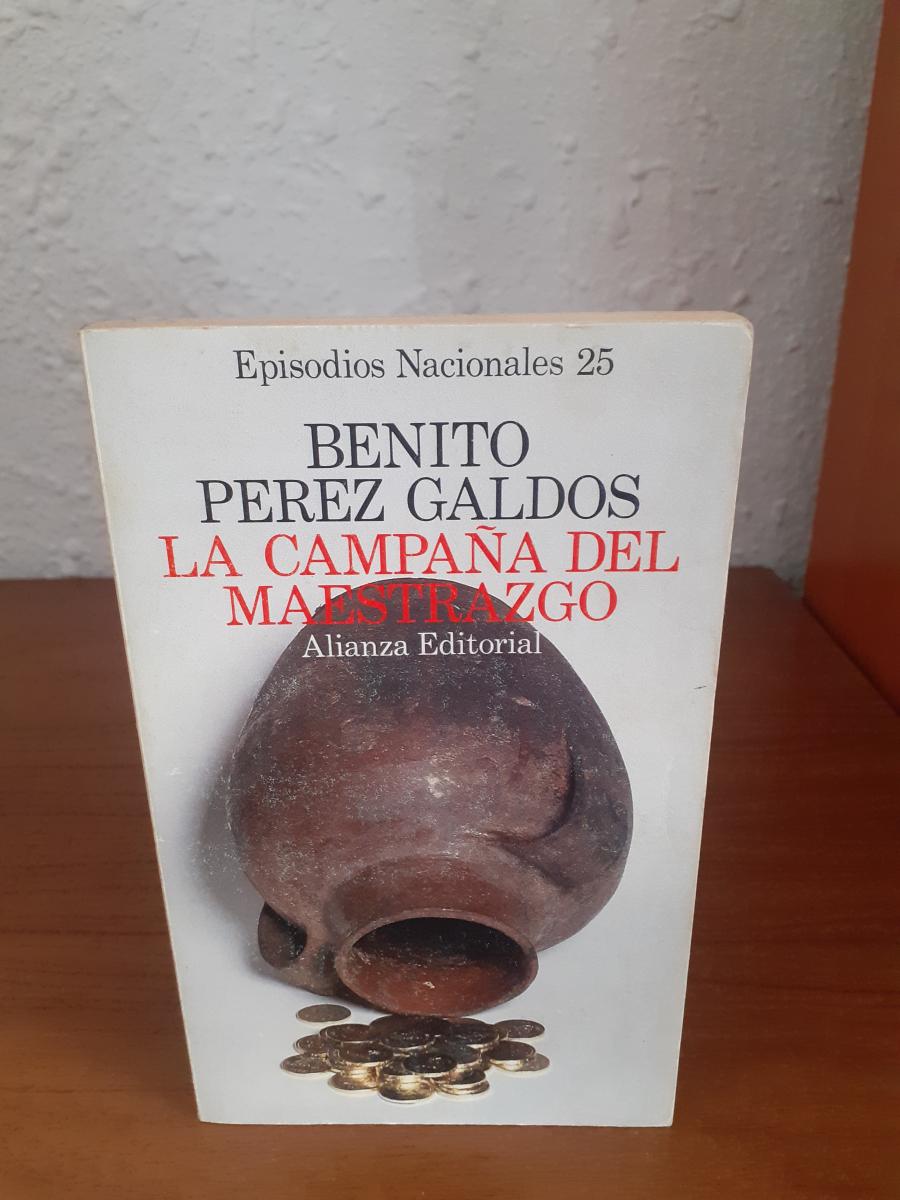 Episodios Nacionales 25
BENITO
PEREZ GALDOS
LA CAMPAÑA DEL
MAESTRAZGO
Alianza Editorial